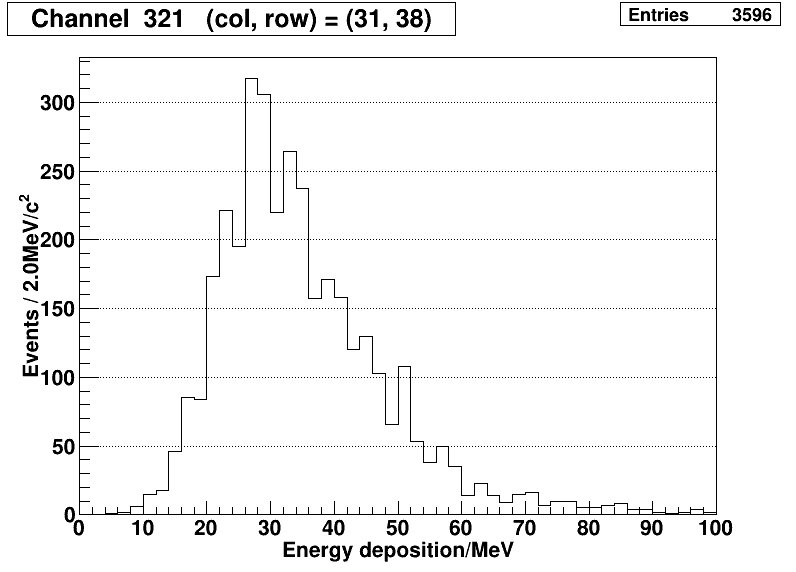 Channel 321 (col, row) = (31, 38)
Entries 3596
Events / 2.0MeV/c²
300
250
200
150
100
50
0
0 10 20 30 40 50 60 70 80 90 100
Energy deposition/MeV